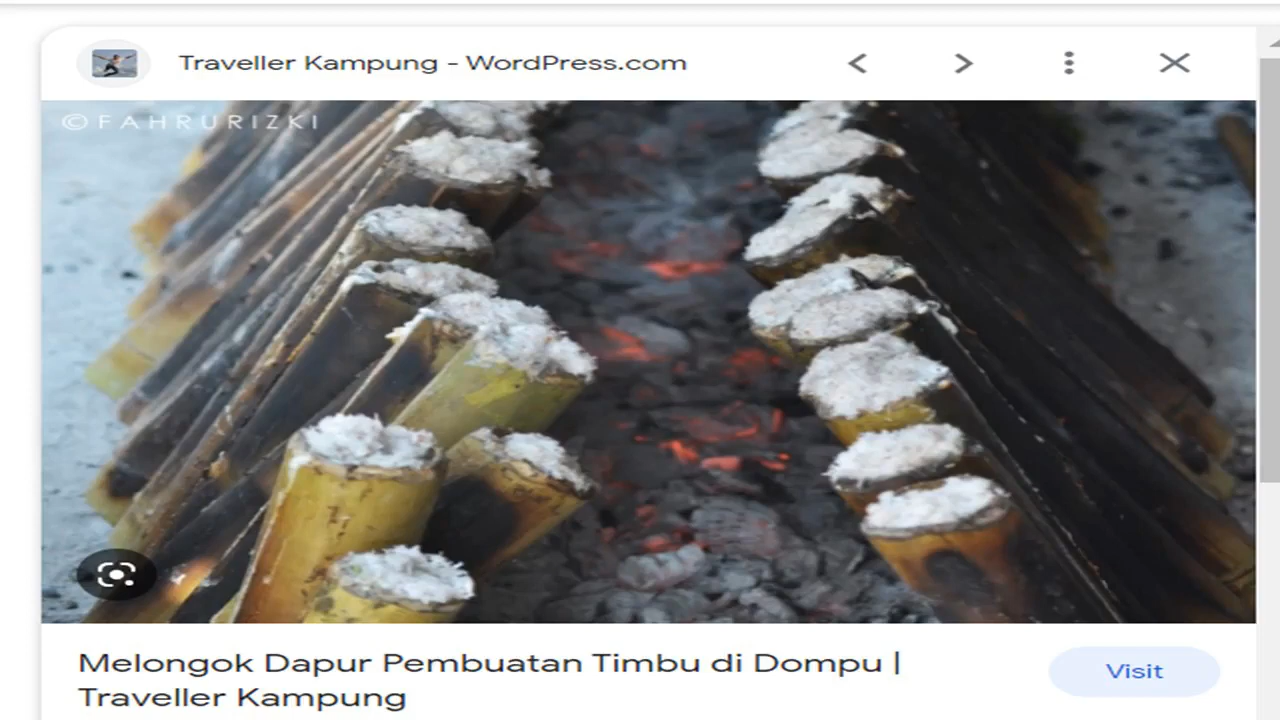 Traveller Kampung - WordPress.com
©FAHRURIZKI
Melongok Dapur Pembuatan Timbu di Dompu |
Traveller Kampung
Visit